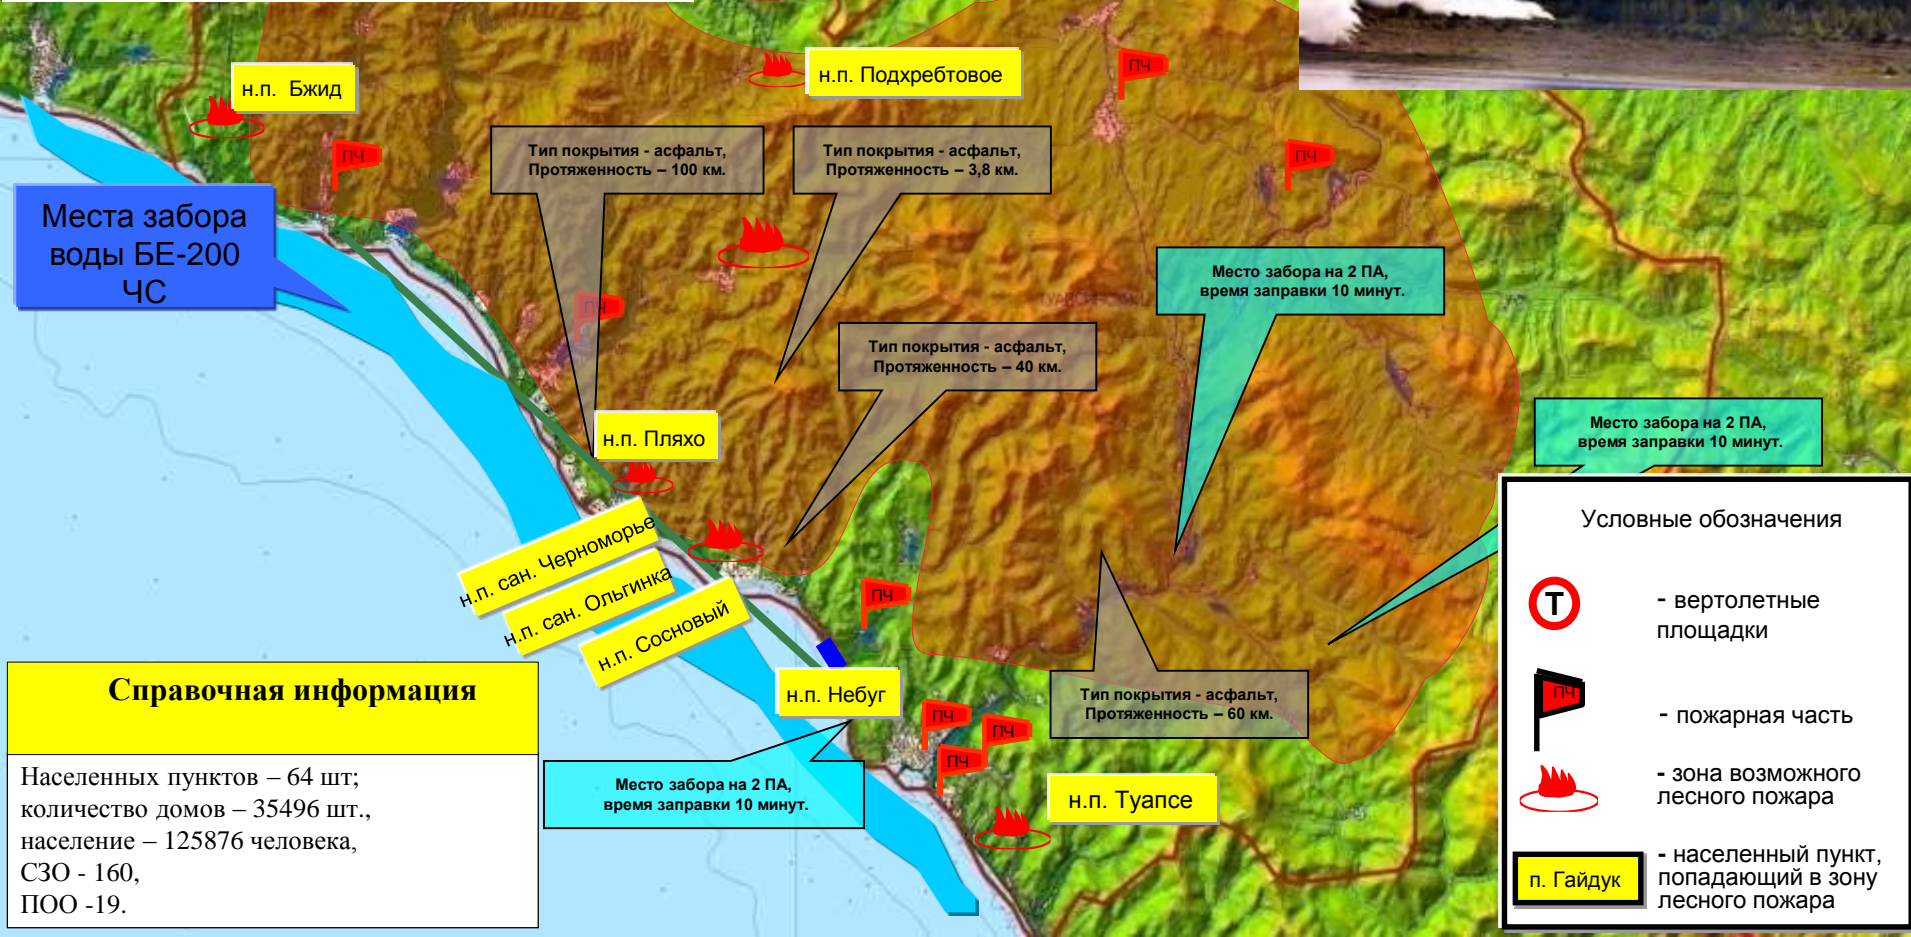 н.п. Бжид
н.п. Подхребтовое
ПЧ
ПЧ
ПЧ
Тип покрытия - асфальт,
Протяженность – 100 км.
Тип покрытия - асфальт,
Протяженность – 3,8 км.
Места забора
воды БЕ-200
ЧС
Место забора на 2 ПА,
время заправки 10 минут.
ПЧ
Тип покрытия - асфальт,
Протяженность – 40 км.
н.п. Пляхо
Место забора на 2 ПА,
время заправки 10 минут.
н.п. сан. Черноморье
н.п. сан. Ольгинка
н.п. Сосновый
ПЧ
н.п. Небуг
Тип покрытия - асфальт,
Протяженность – 60 км.
ПЧ
ПЧ
ПЧ
Место забора на 2 ПА,
время заправки 10 минут.
н.п. Туапсе
Справочная информация
Населенных пунктов – 64 шт;
количество домов – 35496 шт.,
население – 125876 человека,
СЗО - 160,
ПОО -19.
Условные обозначения
Т
- вертолетные
площадки
ПЧ
- пожарная часть
- зона возможного
лесного пожара
п. Гайдук
- населенный пункт,
попадающий в зону
лесного пожара